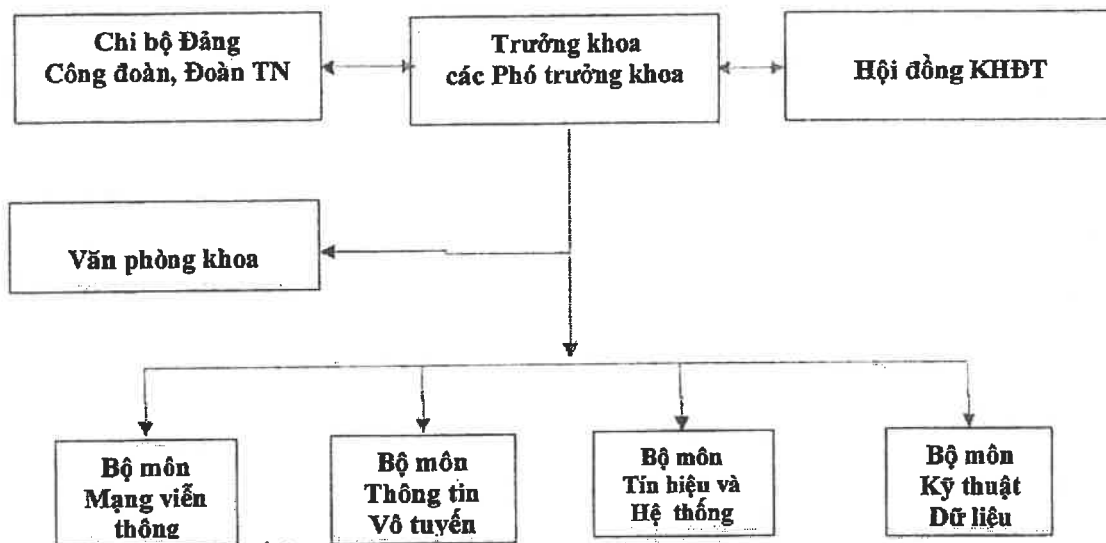 Chi bộ Đảng
Công đoàn, Đoàn TN
Trưởng khoa
các Phó trưởng khoa
Hội đồng KHĐT
Văn phòng khoa
Bộ môn
Mạng viễn
thông
Bộ môn
Thông tin
Vô tuyến
Bộ môn
Tín hiệu và
Hệ thống
Bộ môn
Kỹ thuật
Dữ liệu